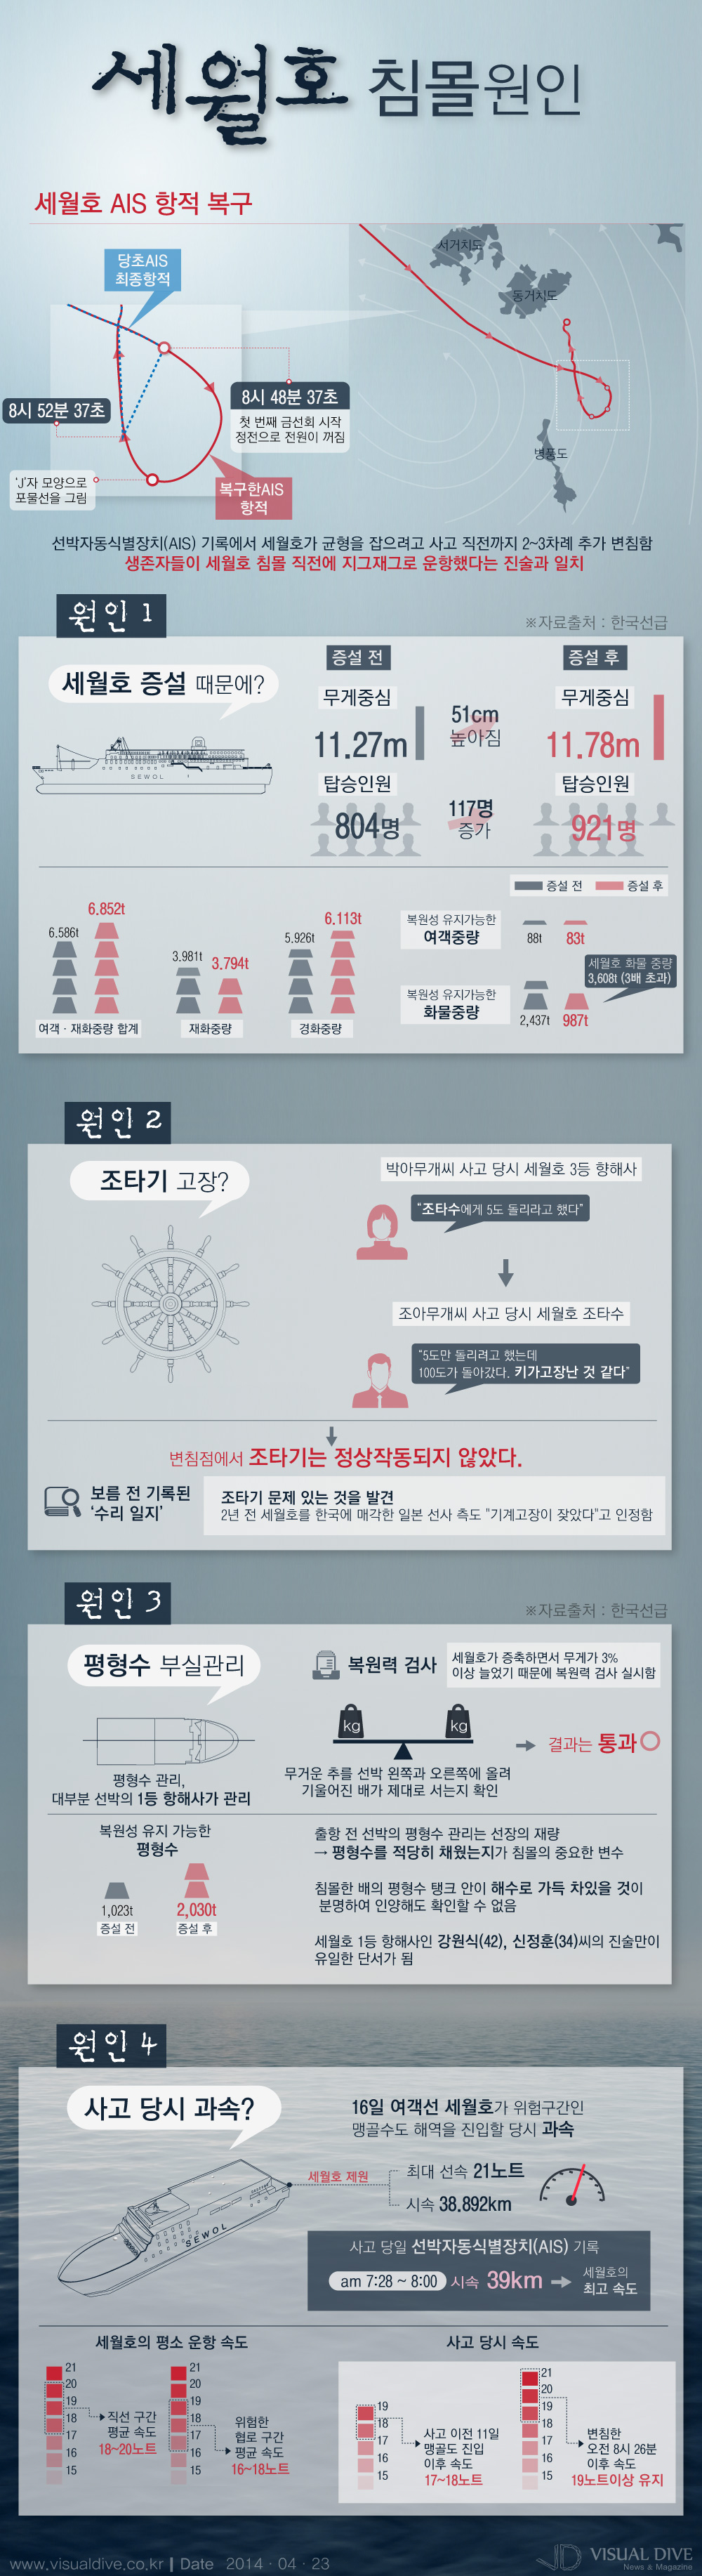 세월호 침몰원인
세월호 AIS 항적 복구
당초AIS
최종항적
서거차도
동거차도
병풍도
8시 52분 37초
8시 48분 37초
첫 번째 급선회 시작
정전으로 전원이 꺼짐
'J'자 모양으로
포물선을 그림
복구한AIS
항적
선박자동식별장치(AIS) 기록에서 세월호가 균형을 잡으려고 사고 직전까지 2~3차례 추가 변침함
생존자들이 세월호 침몰 직전에 지그재그로 운항했다는 진술과 일치
원인 1
※자료출처 : 한국선급
세월호 증설 때문에?
SEWOL
증설 전
증설 후
무게중심
무게중심
11.27m
51cm
높아짐
11.78m
탑승인원
탑승인원
804명
117명
증가
921명
증설 전
증설 후
6.586t
6.852t
여객 · 재화중량 합계
3.981t
3.794t
재화중량
5.926t
6.113t
경화중량
복원성 유지가능한
여객중량
88t
83t
복원성 유지가능한
화물중량
2,437t
987t
세월호 화물 중량
3,608t (3배 초과)
원인 2
조타기 고장?
박아무개씨 사고 당시 세월호 3등 향해사
"조타수에게 5도 돌리라고 했다"
조아무개씨 사고 당시 세월호 조타수
"5도만 돌리려고 했는데
100도가 돌아갔다. 키가고장난 것 같다"
변침점에서 조타기는 정상작동되지 않았다.
보름 전 기록된
'수리 일지'
조타기 문제 있는 것을 발견
2년 전 세월호를 한국에 매각한 일본 선사 측도 "기계고장이 잦았다"고 인정함
원인 3
※자료출처 : 한국선급
평형수 부실관리
복원력 검사
세월호가 증축하면서 무게가 3%
이상 늘었기 때문에 복원력 검사 실시함
kg
kg
결과는 통과
무거운 추를 선박 왼쪽과 오른쪽에 올려
기울어진 배가 제대로 서는지 확인
평형수 관리,
대부분 선박의 1등 항해사가 관리
복원성 유지 가능한
평형수
1,023t
증설 전
2,030t
증설 후
출항 전 선박의 평형수 관리는 선장의 재량
→ 평형수를 적당히 채웠는지가 침몰의 중요한 변수
침몰한 배의 평형수 탱크 안이 해수로 가득 차있을 것이
분명하여 인양해도 확인할 수 없음
세월호 1등 항해사인 강원식(42), 신정훈(34)씨의 진술만이
유일한 단서가 됨
원인 4
사고 당시 과속?
16일 여객선 세월호가 위험구간인
맹골수도 해역을 진입할 당시 과속
SEWOL
세월호 제원
최대 선속 21노트
시속 38.892km
사고 당일 선박자동식별장치(AIS) 기록
am 7:28 ~ 8:00 시속 39km
세월호의
최고 속도
세월호의 평소 운항 속도
21
20
19
18
17
16
15
직선 구간
평균 속도
18~20노트
21
20
19
18
17
16
15
위험한
협로 구간
평균 속도
16~18노트
사고 당시 속도
19
18
17
16
15
사고 이전 11일
맹골도 진입
이후 속도
17~18노트
21
20
19
18
17
16
15
변침한
오전 8시 26분
이후 속도
19노트이상 유지
www.visualdive.co.kr | Date 2014 · 04 · 23
VISUAL DIVE
News & Magazine